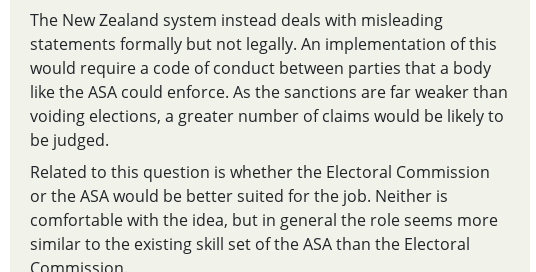 The New Zealand system instead deals with misleading
statements formally but not legally. An implementation of this
would require a code of conduct between parties that a body
like the ASA could enforce. As the sanctions are far weaker than
voiding elections, a greater number of claims would be likely to
be judged.
Related to this question is whether the Electoral Commission
or the ASA would be better suited for the job. Neither is
comfortable with the idea, but in general the role seems more
similar to the existing skill set of the ASA than the Electoral
Commission